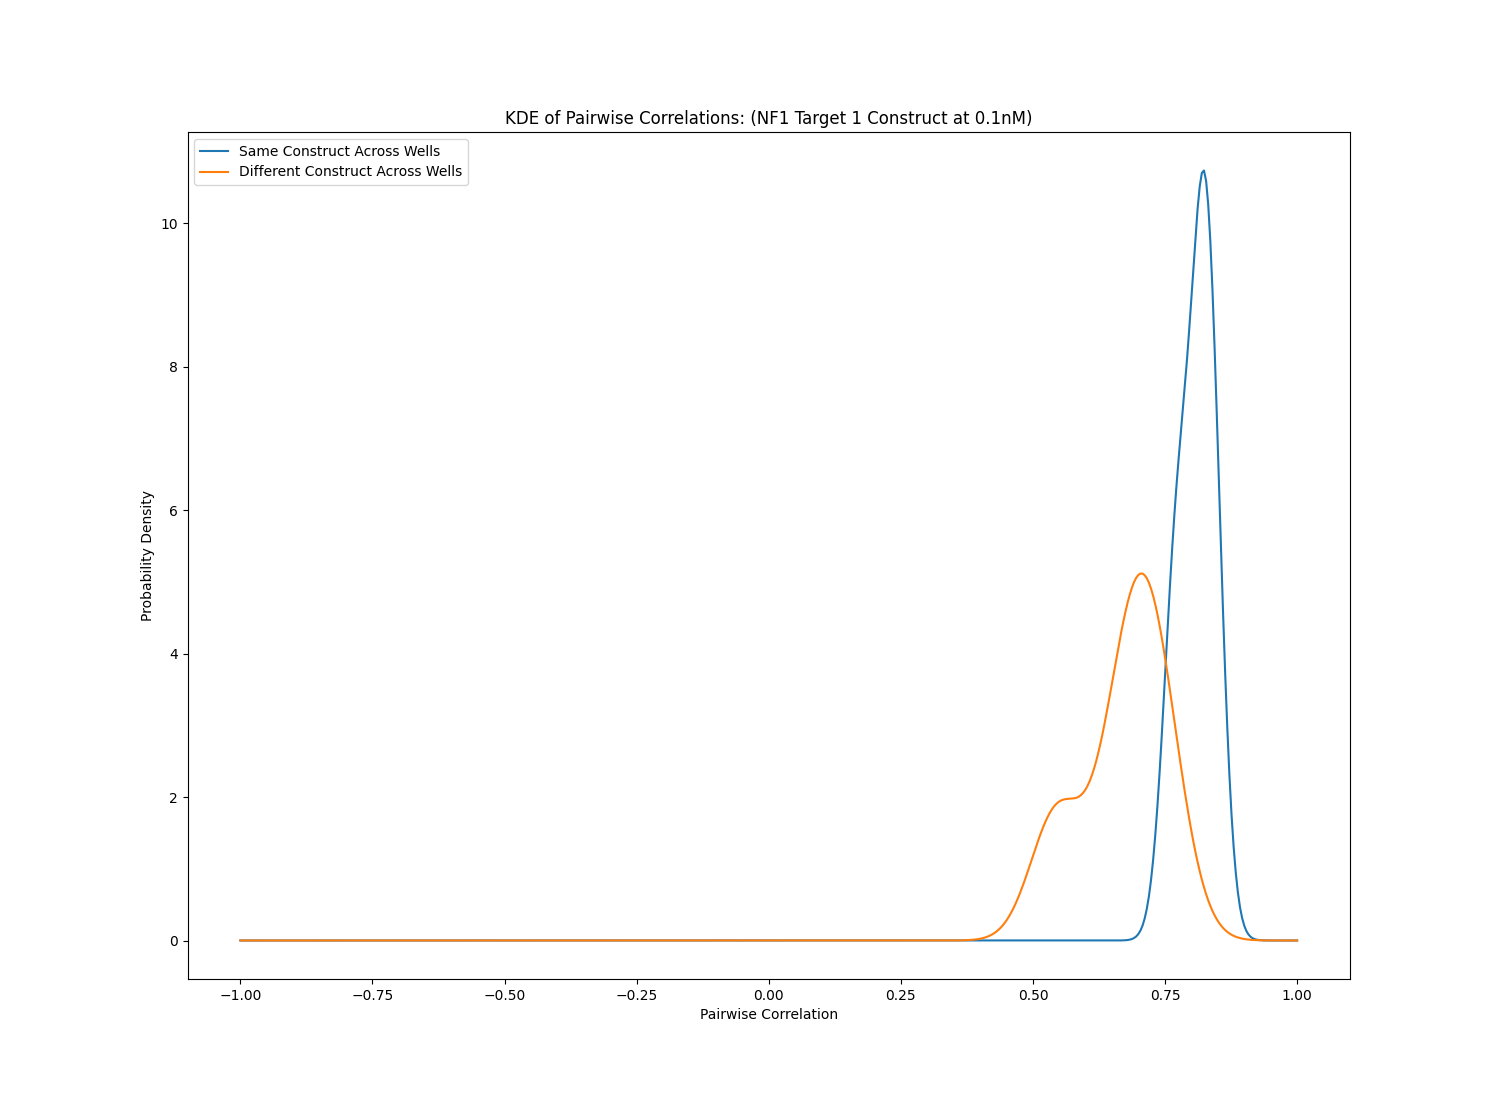 KDE of Pairwise Correlations: (NF1 Target 1 Construct at 0.1nM)
Same Construct Across Wells
Different Construct Across Wells
10
8
6
4
2
0
Probability Density
−1.00 −0.75 −0.50 −0.25 0.00 0.25 0.50 0.75 1.00
Pairwise Correlation